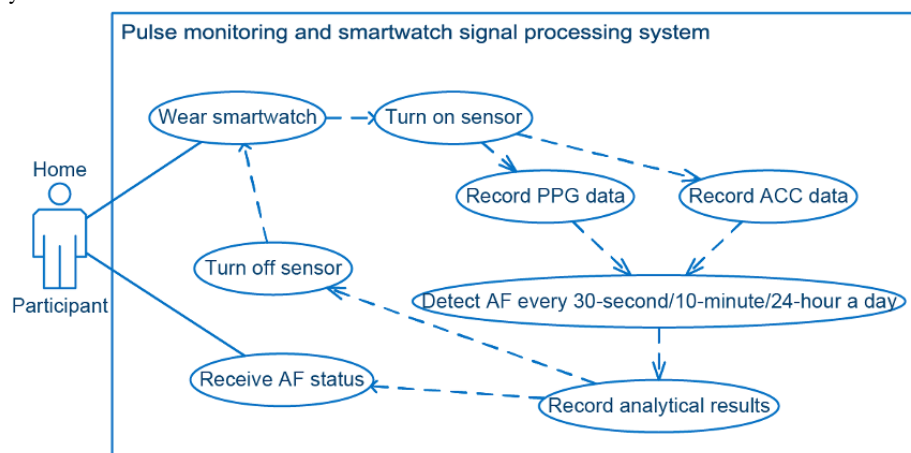 Pulse monitoring and smartwatch signal processing system
Wear smartwatch
Turn on sensor
Home
Record PPG data
Record ACC data
Turn off sensor
Participant
Detect AF every 30-second/10-minute/24-hour a day
Receive AF status
Record analytical results